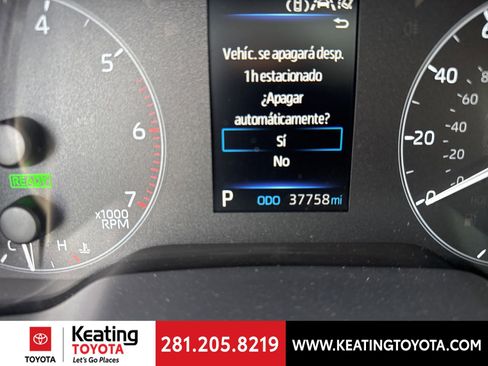 4
5
6
7
x1000
RPM
READY
C
H
Vehíc. se apagará desp.
1h estacionado
¿Apagar
automáticamente?
Sí
No
P ODO 37758 mi
40
20
0
80
60
40
20
0
TOYOTA
Keating
TOYOTA
Let's Go Places
281.205.8219
WWW.KEATINGTOYOTA.COM